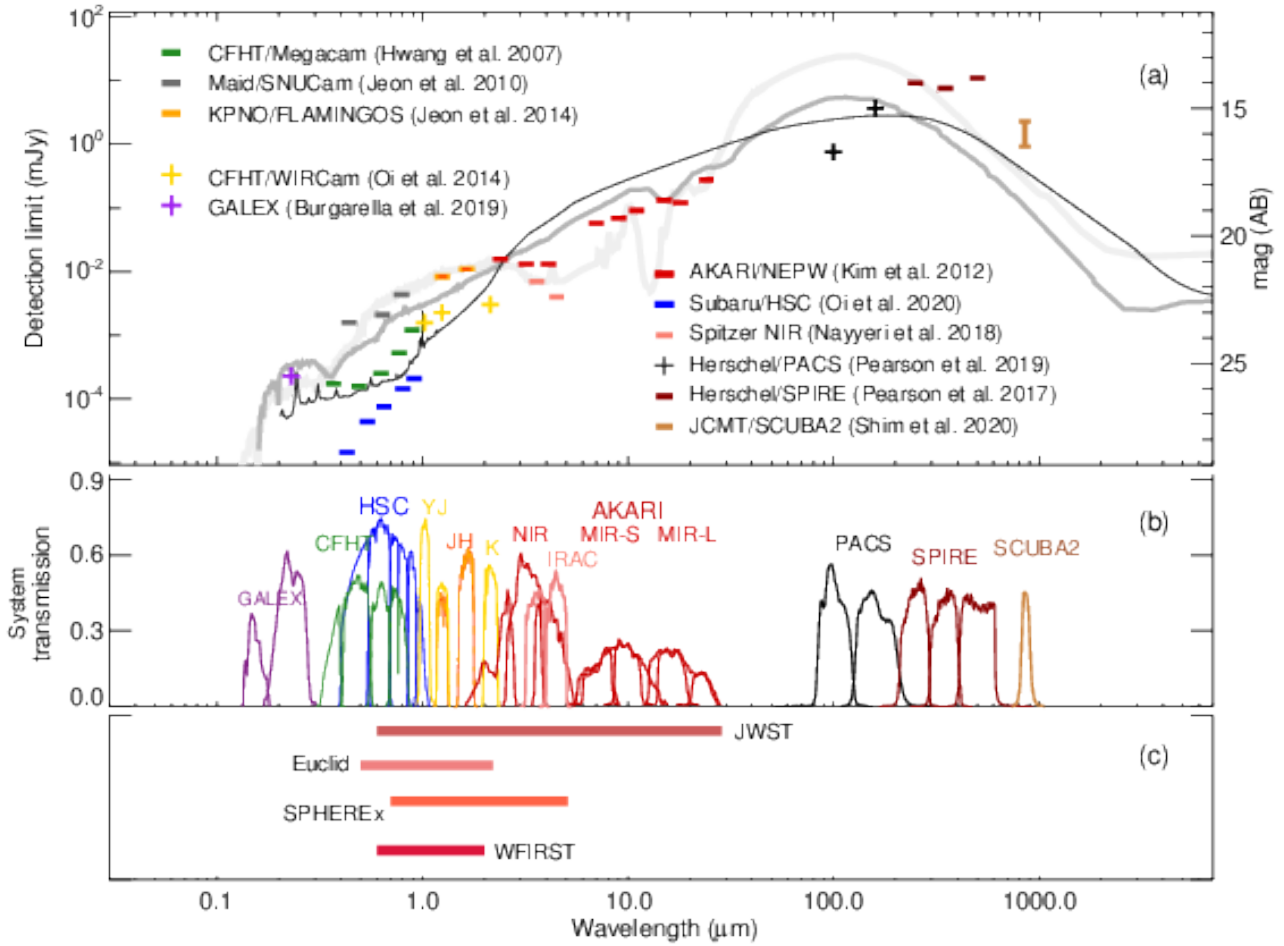 10²
(a)
CFHT/Megacam (Hwang et al. 2007)
Maid/SNUCam (Jeon et al. 2010)
KPNO/FLAMINGOS (Jeon et al. 2014)
CFHT/WIRCam (Oi et al. 2014)
GALEX (Burgarella et al. 2019)
10⁰
10⁻²
10⁻⁴
Detection limit (mJy)
15
20
25
mag (AB)
AKARI/NEPW (Kim et al. 2012)
Subaru/HSC (Oi et al. 2020)
Spitzer NIR (Nayyeri et al. 2018)
Herschel/PACS (Pearson et al. 2019)
Herschel/SPIRE (Pearson et al. 2017)
JCMT/SCUBA2 (Shim et al. 2020)
0.9
0.6
0.3
0.0
System
transmission
(b)
GALEX
CFHT
HSC
YJ
JH
K
NIR
IRAC
AKARI
MIR-S
MIR-L
PACS
SPIRE
SCUBA2
(c)
JWST
Euclid
SPHEREx
WFIRST
0.1
1.0
10.0
100.0
1000.0
Wavelength (μm)